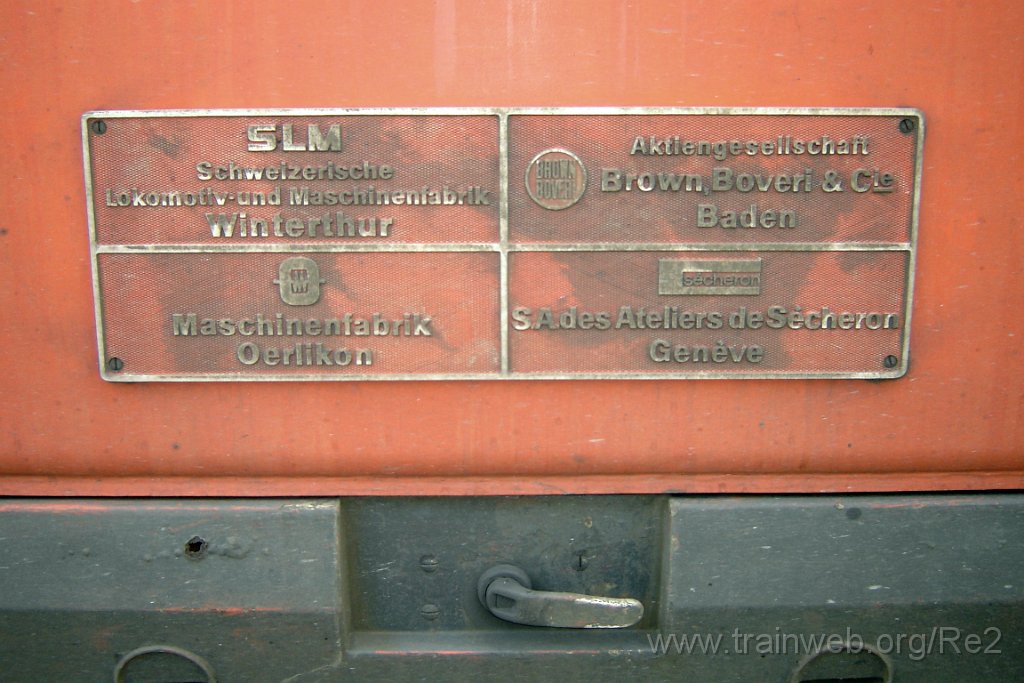 SLM
Schweizerische
Lokomotiv-und Maschinenfabrik
Winterthur
BROWN
BOVERI
Aktiengesellschaft
Brown, Boveri & Cie
Baden
Maschinenfabrik
Oerlikon
sécheron
S.A. des Ateliers de Sécheron
Genève
www.trainweb.org/Re2